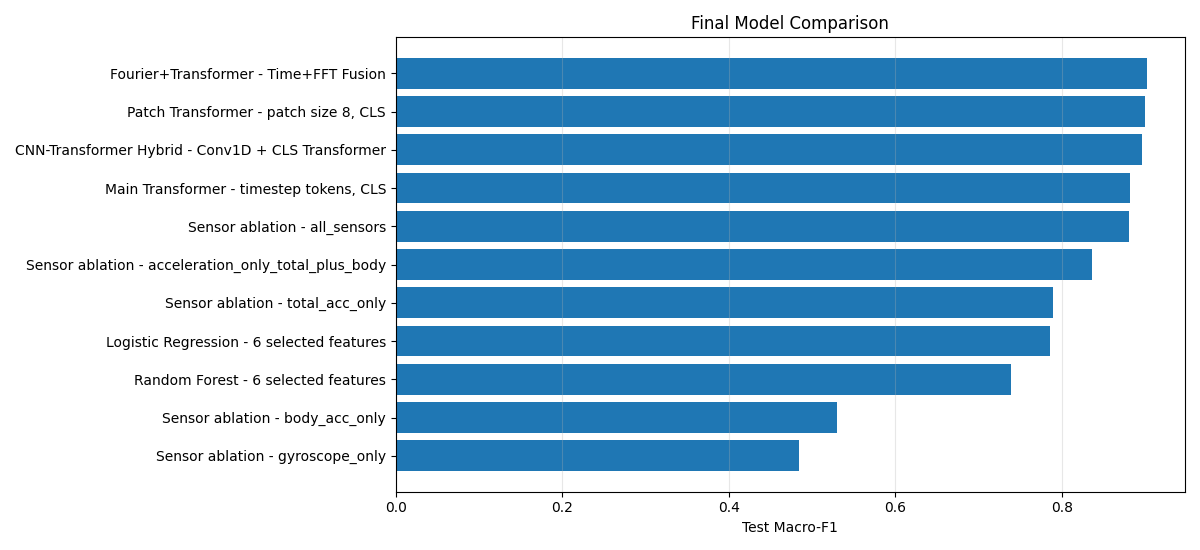 Final Model Comparison
Fourier+Transformer - Time+FFT Fusion
Patch Transformer - patch size 8, CLS
CNN-Transformer Hybrid - Conv1D + CLS Transformer
Main Transformer - timestep tokens, CLS
Sensor ablation - all_sensors
Sensor ablation - acceleration_only_total_plus_body
Sensor ablation - total_acc_only
Logistic Regression - 6 selected features
Random Forest - 6 selected features
Sensor ablation - body_acc_only
Sensor ablation - gyroscope_only
0.0 0.2 0.4 0.6 0.8
Test Macro-F1